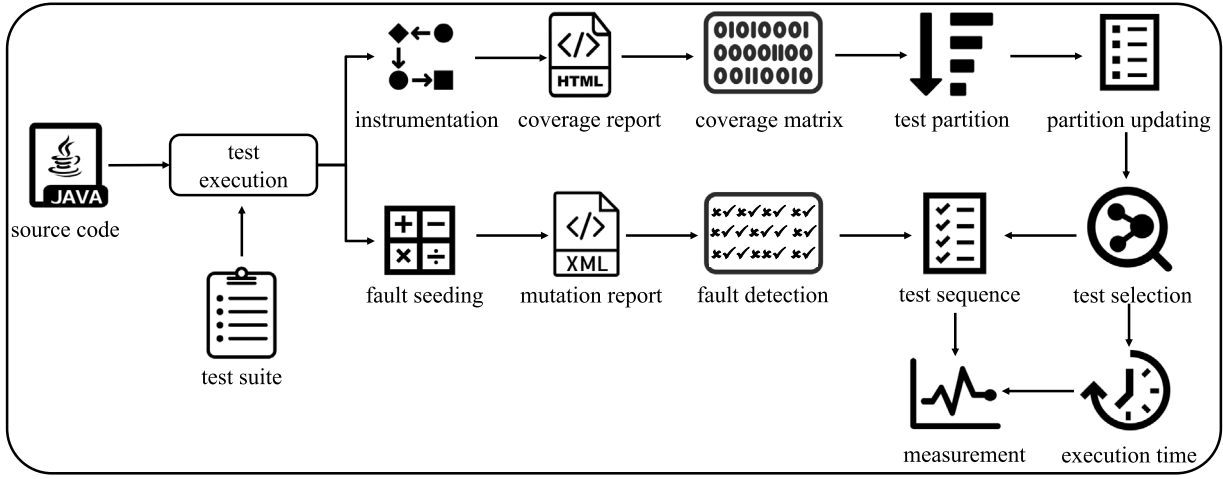 01010001
00001100
00110010
</>
HTML
instrumentation
coverage report
coverage matrix
test partition
partition updating
JAVA
source code
test
execution
test suite
+ −
× ÷
fault seeding
</>
XML
mutation report
✗✓✗✓✗✓ ✗✓
✗✓✗✓✗✓✓ ✗✓
✗✓✓✗✗✓ ✗✓
fault detection
test sequence
test selection
measurement
execution time